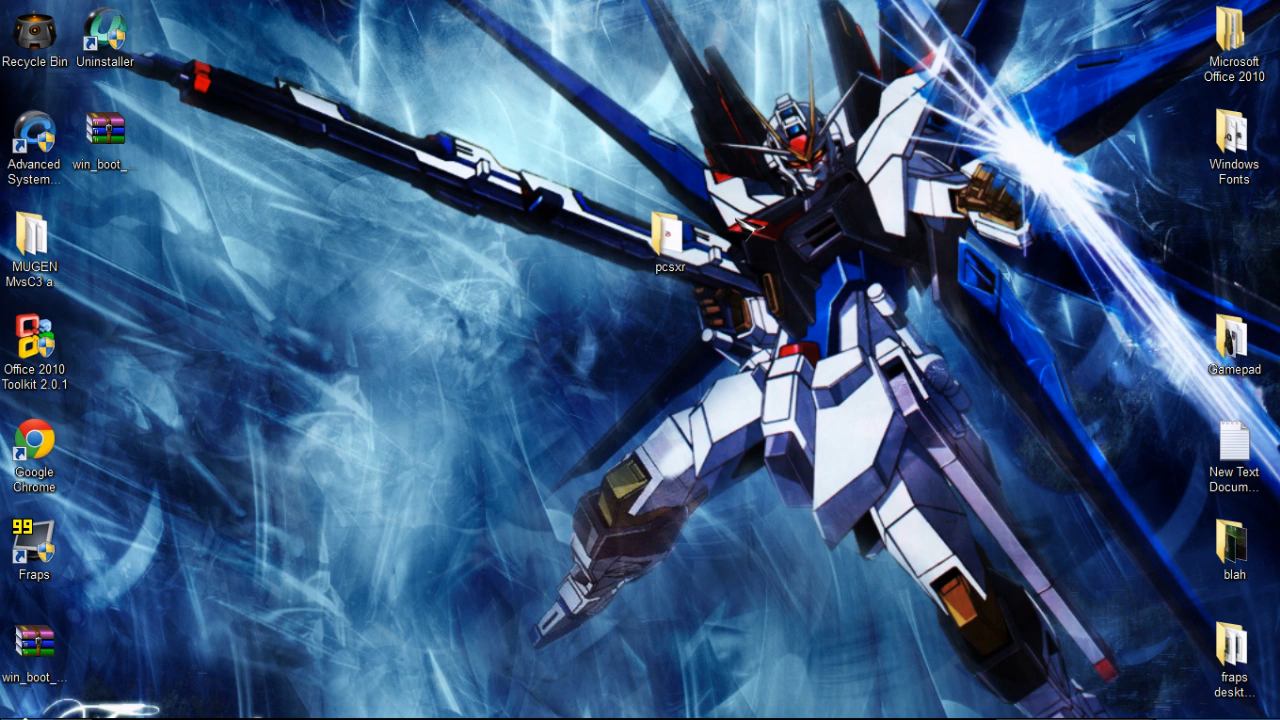 Recycle Bin
Uninstaller
Advanced
System...
win_boot_
MUGEN
MvsC3 a
Office 2010
Toolkit 2.0.1
Google
Chrome
99
Fraps
win_boot_...
pcsxr
Microsoft
Office 2010
Windows
Fonts
Gamepad
New Text
Docum...
blah
fraps
deskt...